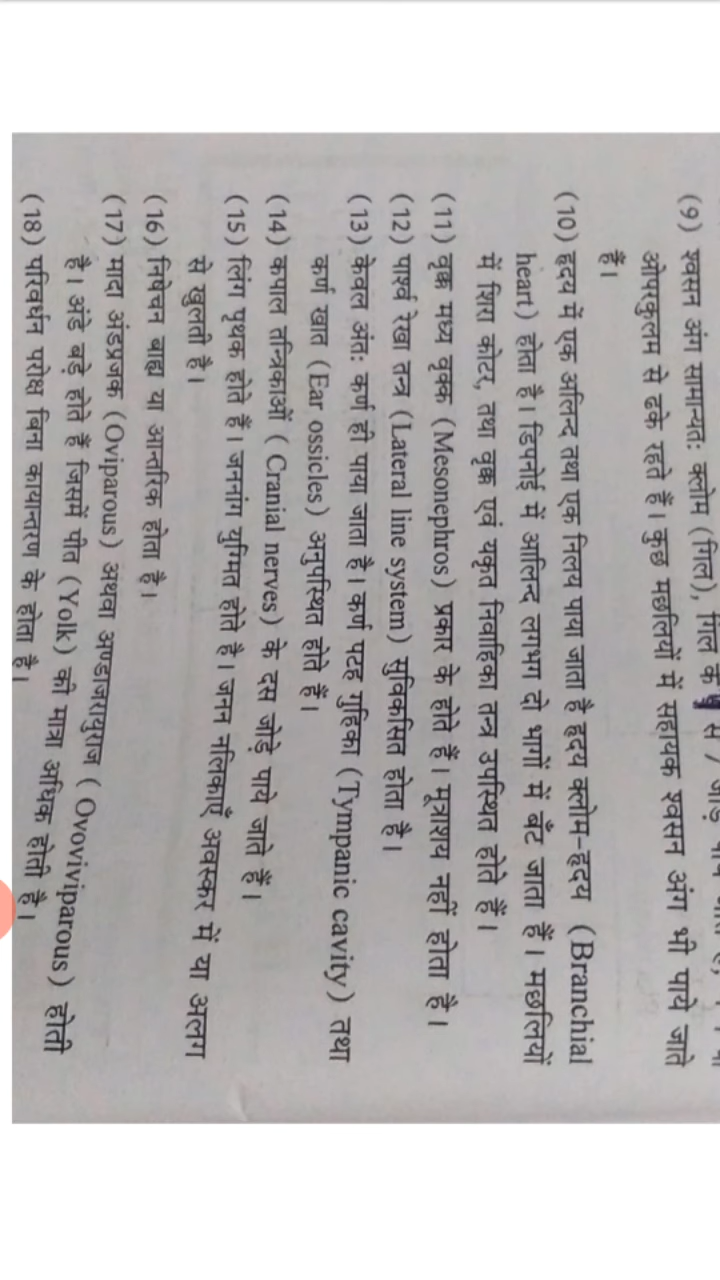 (9) श्वसन अंग सामान्यत: क्लोम (गिल), गिल के से 7 जोड़े
ओपरकुलम से ढके रहते हैं। कुछ मछलियों में सहायक श्वसन अंग भी पाये जाते
हैं।
(10) हृदय में एक अलिन्द तथा एक निलय पाया जाता है हृदय क्लोम-हृदय (Branchial
heart) होता है। डिपनोई में आलिन्द लगभग दो भागों में बँट जाता हैं। मछलियों
में शिरा कोटर, तथा वृक्क एवं यकृत निवाहिका तन्त्र उपस्थित होते हैं।
(11) वृक्क मध्य वृक्क (Mesonephros) प्रकार के होते हैं। मूत्राशय नहीं होता है।
(12) पार्श्व रेखा तन्त्र (Lateral line system) सुविकसित होता है।
(13) केवल अंत: कर्ण ही पाया जाता है। कर्ण पटह गुहिका (Tympanic cavity) तथा
कर्ण खात (Ear ossicles) अनुपस्थित होते हैं।
(14) कपाल तन्त्रिकाओं ( Cranial nerves) के दस जोड़े पाये जाते हैं।
(15) लिंग पृथक होते हैं। जननांग युग्मित होते है। जनन नलिकाएँ अवस्कर में या अलग
से खुलती है।
(16) निषेचन बाह्य या आन्तरिक होता है।
(17) मादा अंडप्रजक (Oviparous) अथवा अण्डजरायुराज ( Ovoviviparous) होती
है। अंडे बड़े होते हैं जिसमें पीत (Yolk) की मात्रा अधिक होती है।
(18) परिवर्धन परोक्ष बिना कायान्तरण के होता है।